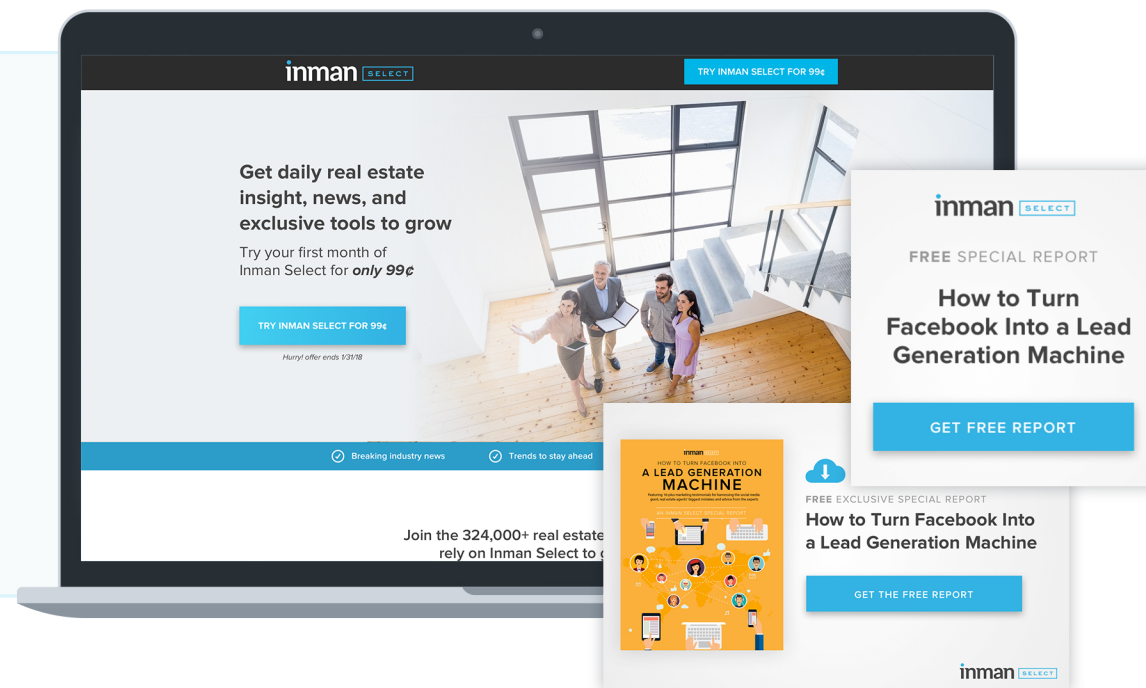 inman SELECT
TRY INMAN SELECT FOR 99¢
Get daily real estate
insight, news, and
exclusive tools to grow
Try your first month of
Inman Select for only 99¢
TRY INMAN SELECT FOR 99¢
Hurry! offer ends 1/31/18
Breaking industry news
Trends to stay ahead
Join the 324,000+ real estate
rely on Inman Select to
inman SELECT
FREE SPECIAL REPORT
How to Turn
Facebook Into a Lead
Generation Machine
GET FREE REPORT
inman
HOW TO TURN FACEBOOK INTO
A LEAD GENERATION
MACHINE
AN INMAN SELECT SPECIAL REPORT
FREE EXCLUSIVE SPECIAL REPORT
How to Turn Facebook Into
a Lead Generation Machine
GET THE FREE REPORT
inman SELECT